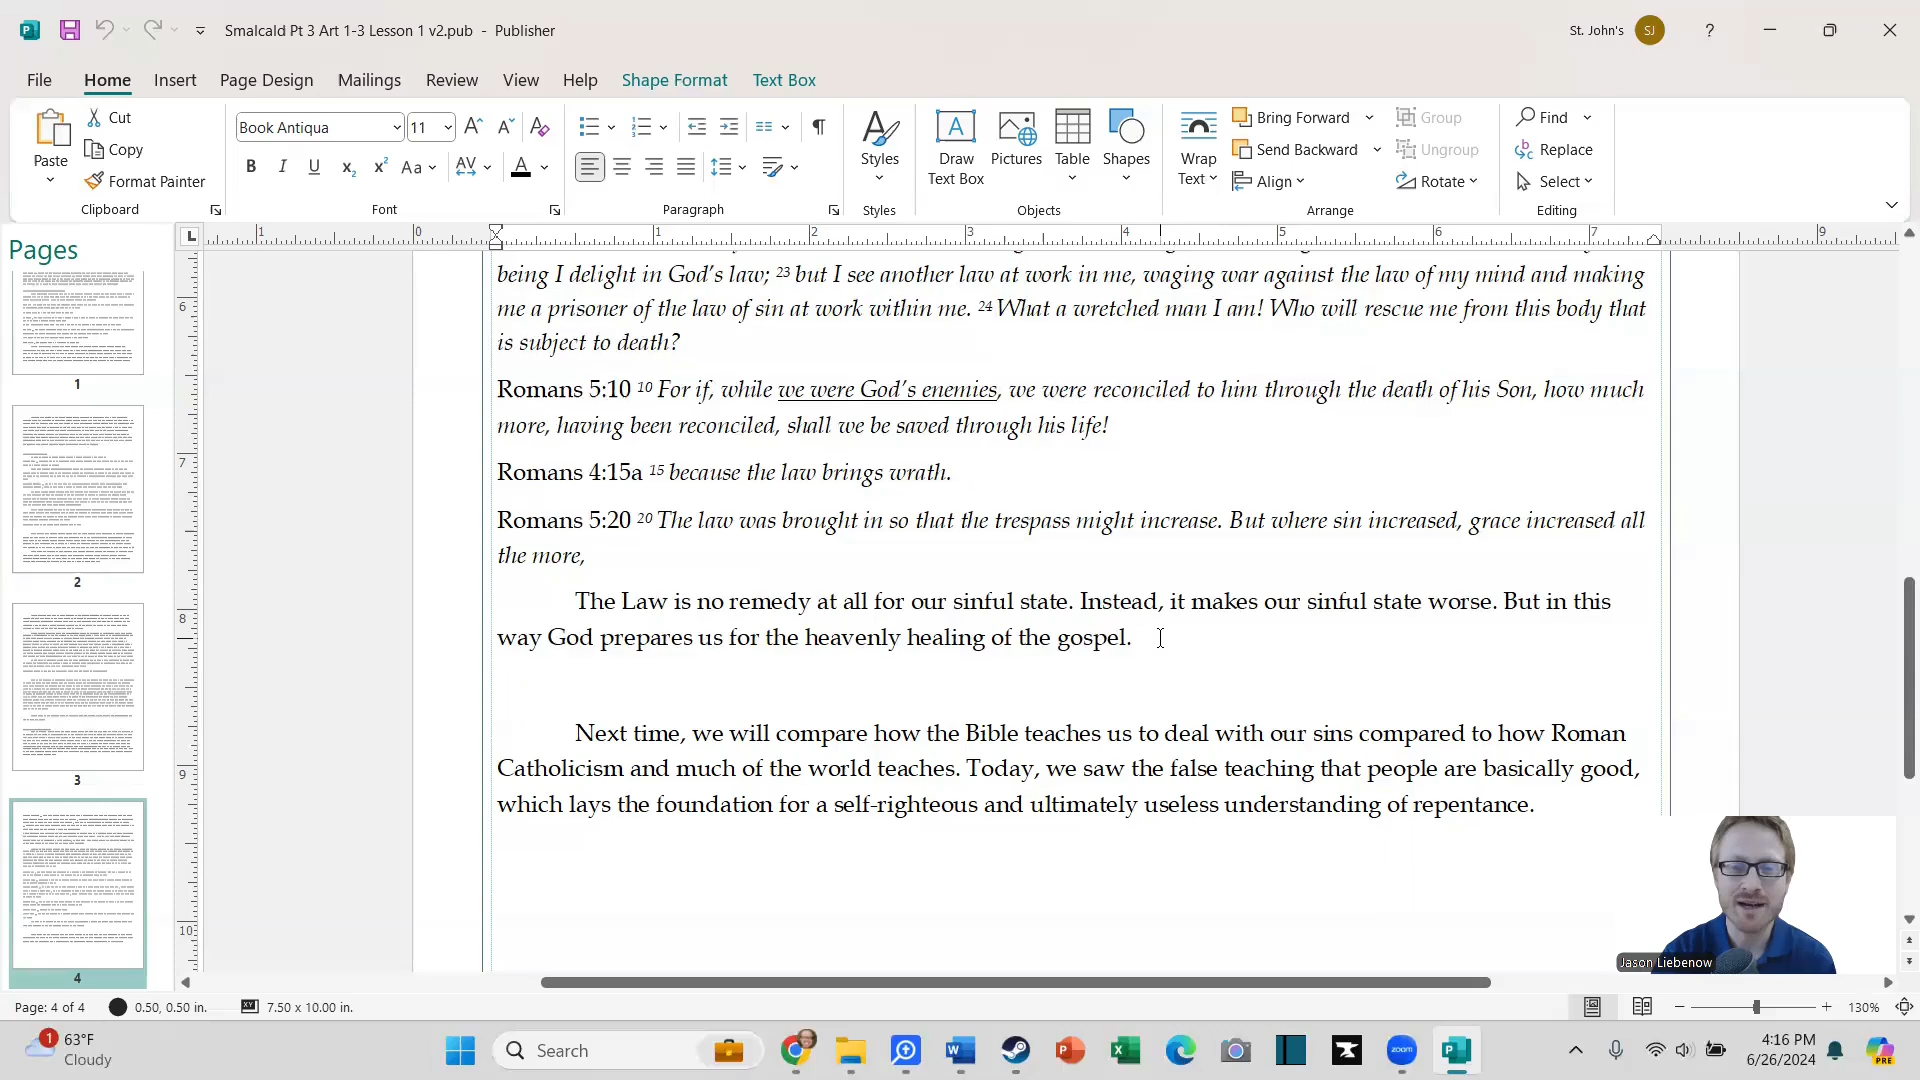 Smalcald Pt 3 Art 1-3 Lesson 1 v2.pub - Publisher
St. John's
SJ
File Home Insert Page Design Mailings Review View Help Shape Format Text Box
Paste
Cut
Copy
Format Painter
Clipboard
Book Antiqua 11
Font
Paragraph
Styles
Styles
Draw Text Box
Pictures
Table
Shapes
Objects
Wrap Text
Bring Forward
Send Backward
Align
Group
Ungroup
Rotate
Arrange
Find
Replace
Select
Editing
Pages
1
2
3
4
being I delight in God's law; 23 but I see another law at work in me, waging war against the law of my mind and making
me a prisoner of the law of sin at work within me. 24 What a wretched man I am! Who will rescue me from this body that
is subject to death?
Romans 5:10 10 For if, while we were God's enemies, we were reconciled to him through the death of his Son, how much
more, having been reconciled, shall we be saved through his life!
Romans 4:15a 15 because the law brings wrath.
Romans 5:20 20 The law was brought in so that the trespass might increase. But where sin increased, grace increased all
the more,
The Law is no remedy at all for our sinful state. Instead, it makes our sinful state worse. But in this
way God prepares us for the heavenly healing of the gospel.
Next time, we will compare how the Bible teaches us to deal with our sins compared to how Roman
Catholicism and much of the world teaches. Today, we saw the false teaching that people are basically good,
which lays the foundation for a self-righteous and ultimately useless understanding of repentance.
Jason Liebenow
Page: 4 of 4 0.50, 0.50 in. 7.50 x 10.00 in. 130%
1
63°F
Cloudy
Search
zoom
4:16 PM
6/26/2024
PRE